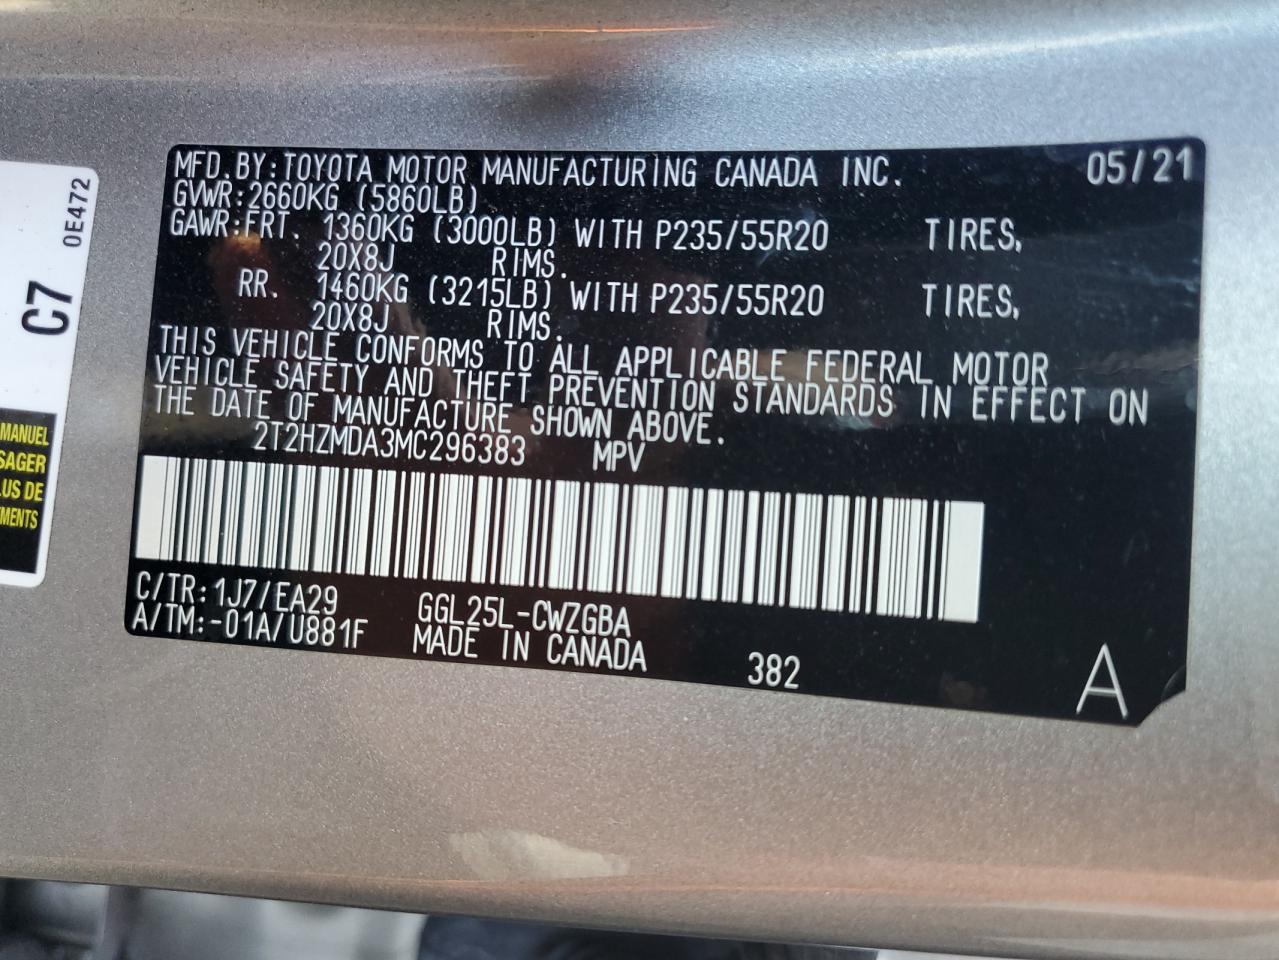 MFD.BY:TOYOTA MOTOR MANUFACTURING CANADA INC. 05/21
GVWR:2660KG (5860LB)
GAWR:FRT. 1360KG (3000LB) WITH P235/55R20 TIRES,
20X8J RIMS.
RR. 1460KG (3215LB) WITH P235/55R20 TIRES,
20X8J RIMS.
THIS VEHICLE CONFORMS TO ALL APPLICABLE FEDERAL MOTOR
VEHICLE SAFETY AND THEFT PREVENTION STANDARDS IN EFFECT ON
THE DATE OF MANUFACTURE SHOWN ABOVE.
2T2HZMDA3MC296383 MPV
C/TR:1J7/EA29 GGL25L-CWZGBA
A/TM:-01A/U881F MADE IN CANADA 382
A
0E472
C7
MANUEL
SAGER
LUS DE
MENTS